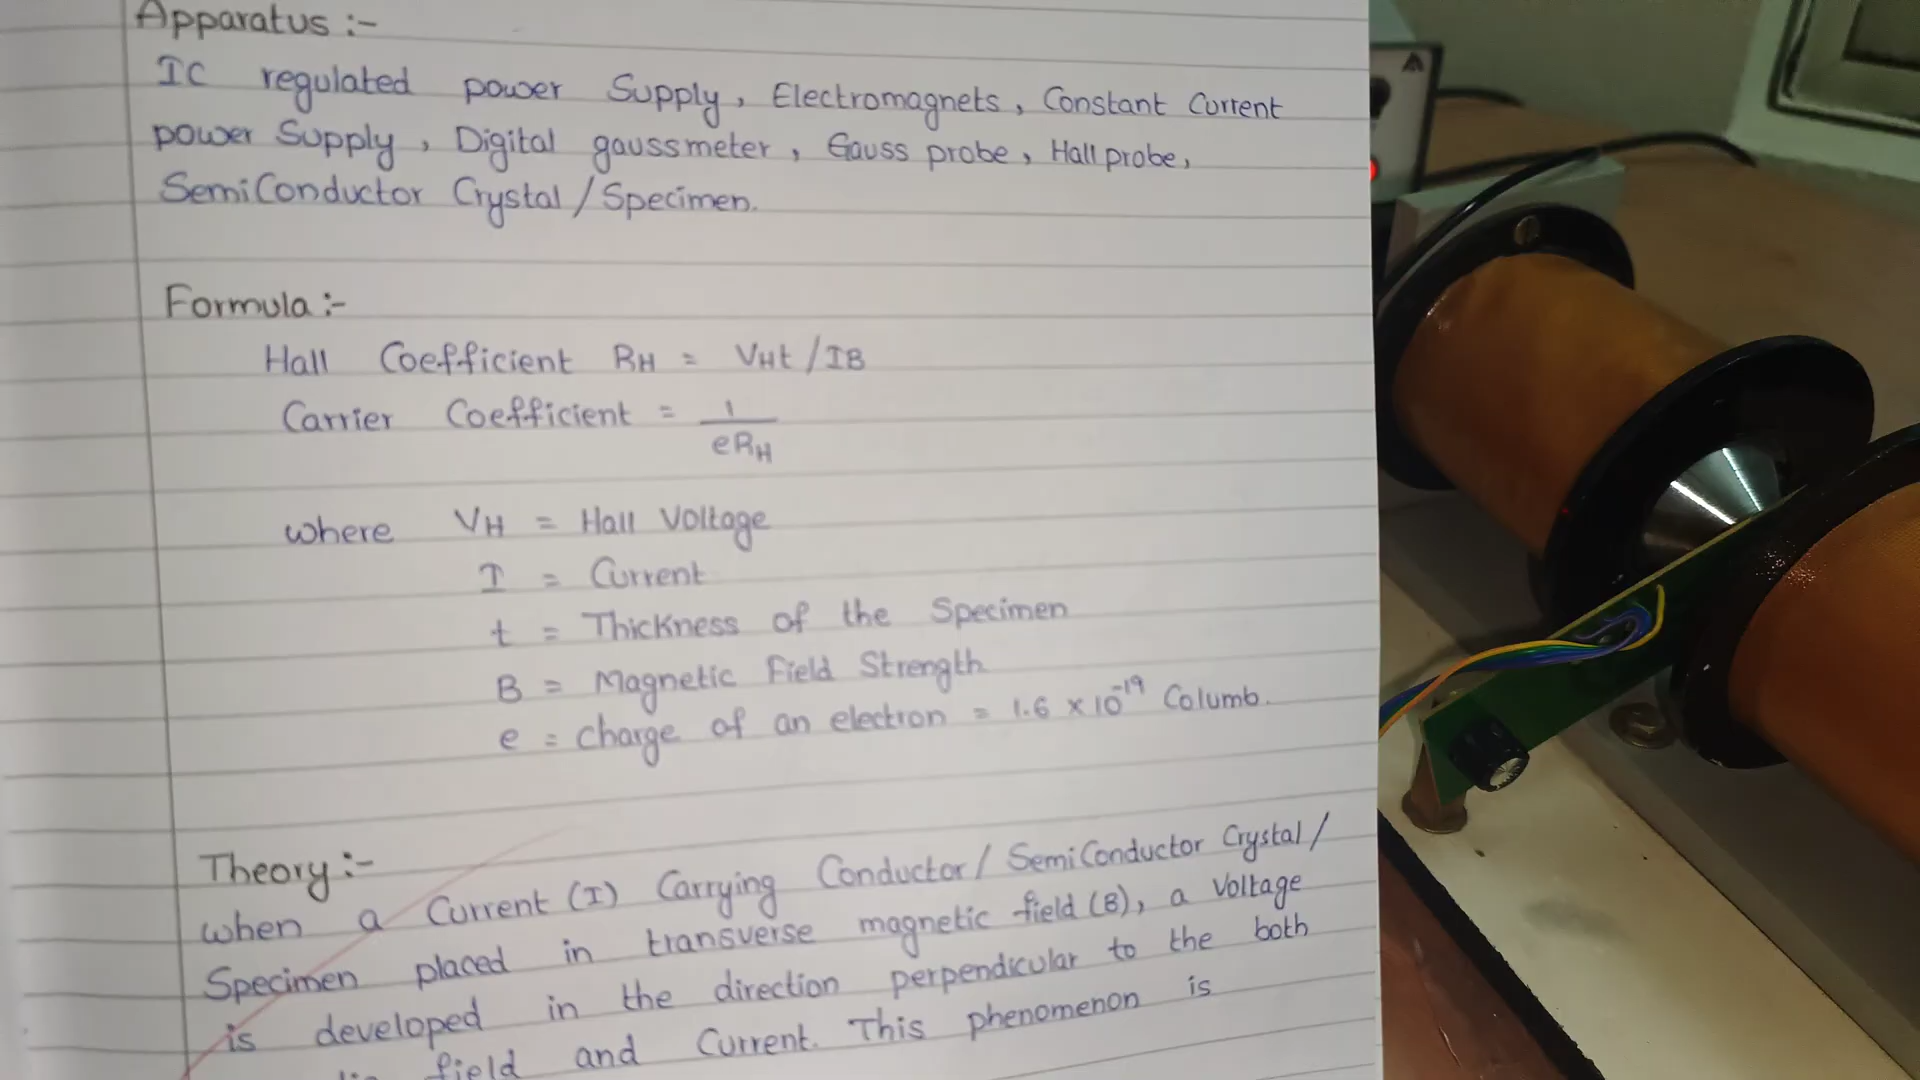 Apparatus :-
IC regulated power Supply, Electromagnets, Constant Current
power Supply, Digital gaussmeter, Gauss probe, Hall probe,
SemiConductor Crystal / Specimen.
Formula :-
Hall Coefficient RH = VHt / IB
Carrier Coefficient = 1 / eRH
where VH = Hall Voltage
I = Current
t = Thickness of the Specimen
B = Magnetic Field Strength
e = charge of an electron = 1.6 × 10⁻¹⁹ Columb.
Theory :-
when a Current (I) Carrying Conductor / SemiConductor Crystal /
Specimen placed in transverse magnetic field (B), a Voltage
is developed in the direction perpendicular to the both
field and Current. This phenomenon is